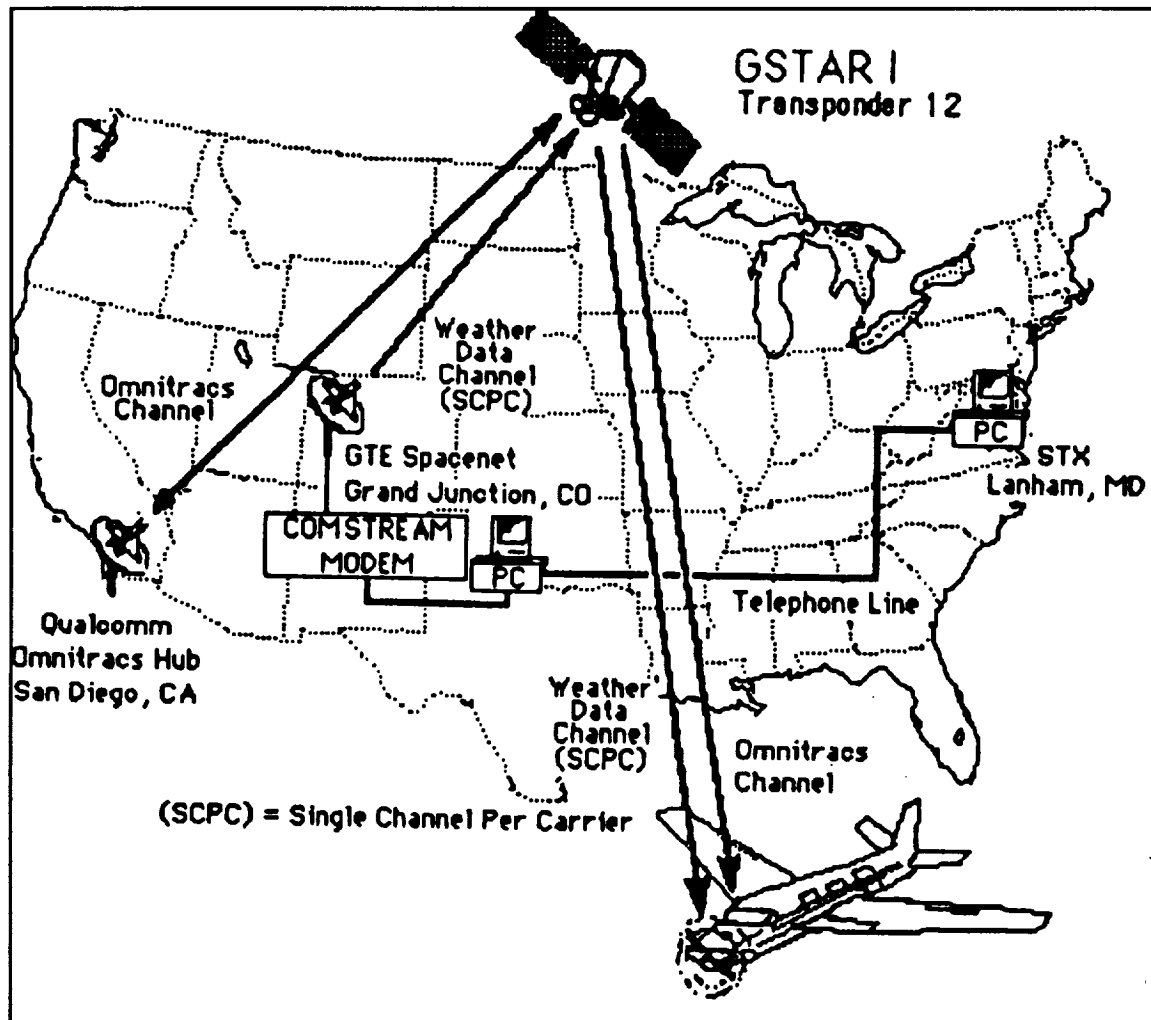 GSTAR I
Transponder 12
Weather
Data
Channel
(SCPC)
Omnitracs
Channel
PC
STX
Lanham, MD
GTE Spacenet
Grand Junction, CO
COMSTREAM
MODEM
PC
Telephone Line
Qualcomm
Omnitracs Hub
San Diego, CA
Weather
Data
Channel
(SCPC)
Omnitracs
Channel
(SCPC) = Single Channel Per Carrier